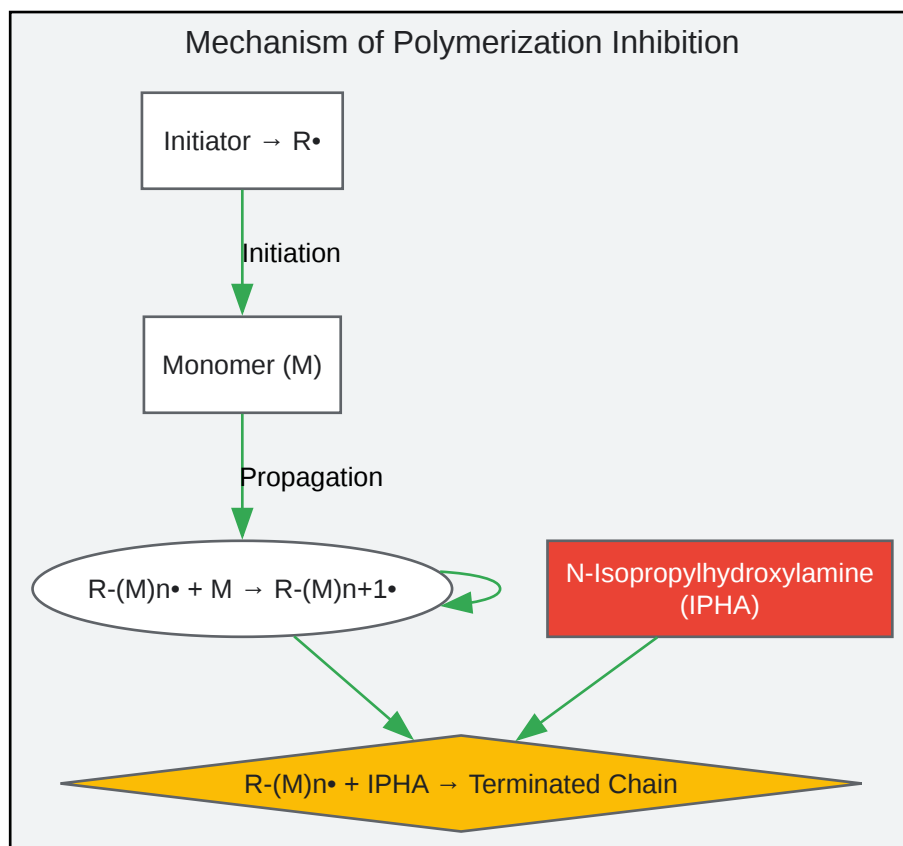 Mechanism of Polymerization Inhibition
Initiator → R•
Initiation
Monomer (M)
Propagation
R-(M)n• + M → R-(M)n+1•
N-Isopropylhydroxylamine
(IPHA)
R-(M)n• + IPHA → Terminated Chain